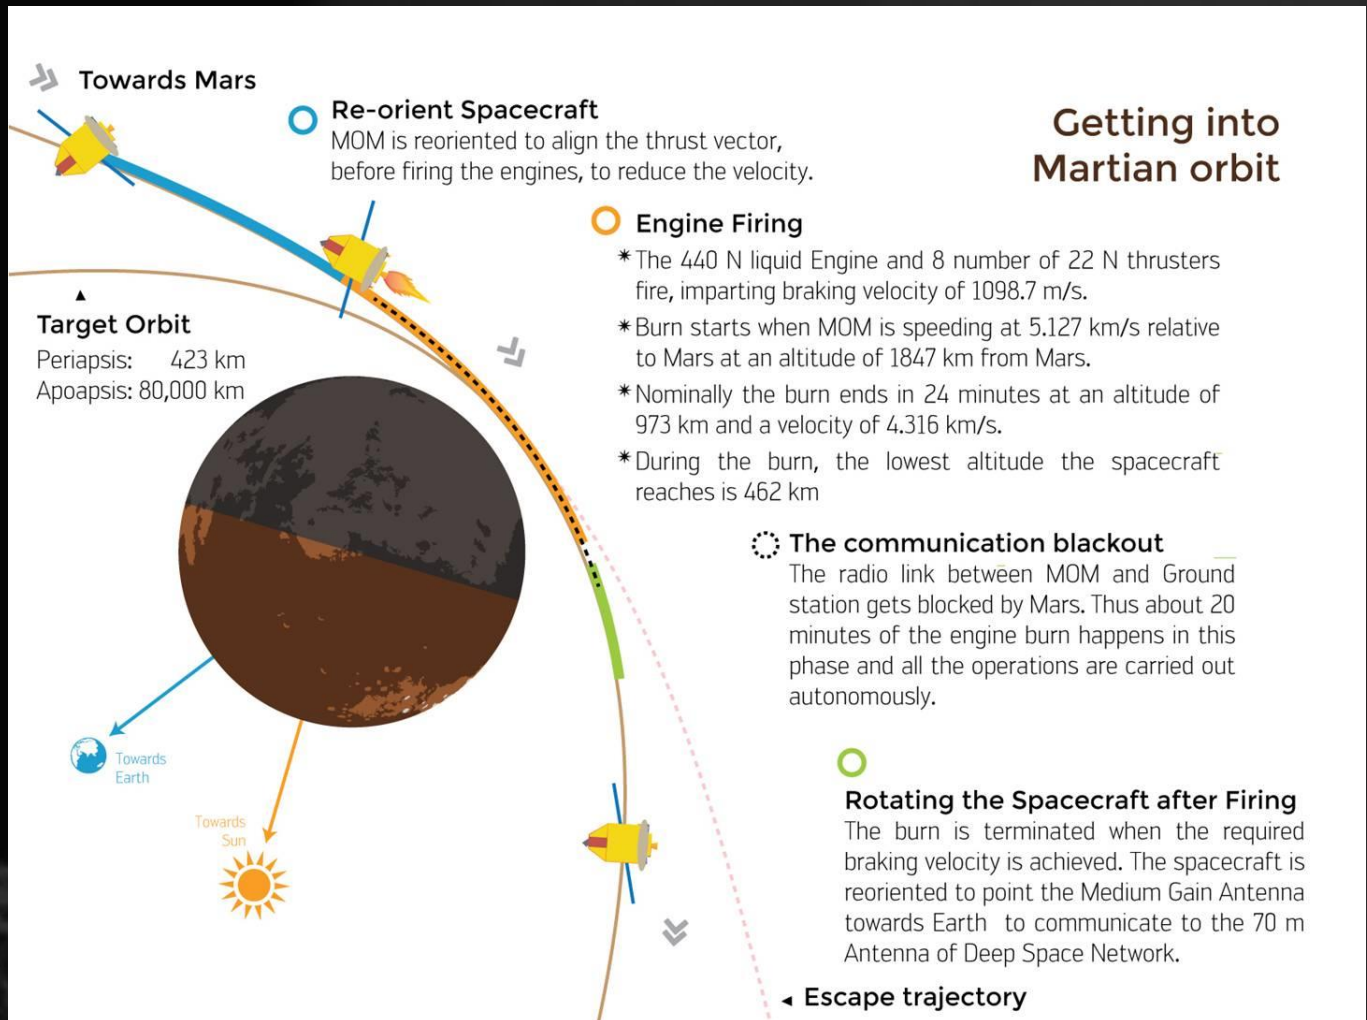 Towards Mars
Re-orient Spacecraft
MOM is reoriented to align the thrust vector,
before firing the engines, to reduce the velocity.
Getting into
Martian orbit
Engine Firing
* The 440 N liquid Engine and 8 number of 22 N thrusters
fire, imparting braking velocity of 1098.7 m/s.
* Burn starts when MOM is speeding at 5.127 km/s relative
to Mars at an altitude of 1847 km from Mars.
* Nominally the burn ends in 24 minutes at an altitude of
973 km and a velocity of 4.316 km/s.
* During the burn, the lowest altitude the spacecraft
reaches is 462 km
Target Orbit
Periapsis: 423 km
Apoapsis: 80,000 km
The communication blackout
The radio link between MOM and Ground
station gets blocked by Mars. Thus about 20
minutes of the engine burn happens in this
phase and all the operations are carried out
autonomously.
Towards
Earth
Towards
Sun
Rotating the Spacecraft after Firing
The burn is terminated when the required
braking velocity is achieved. The spacecraft is
reoriented to point the Medium Gain Antenna
towards Earth to communicate to the 70 m
Antenna of Deep Space Network.
Escape trajectory